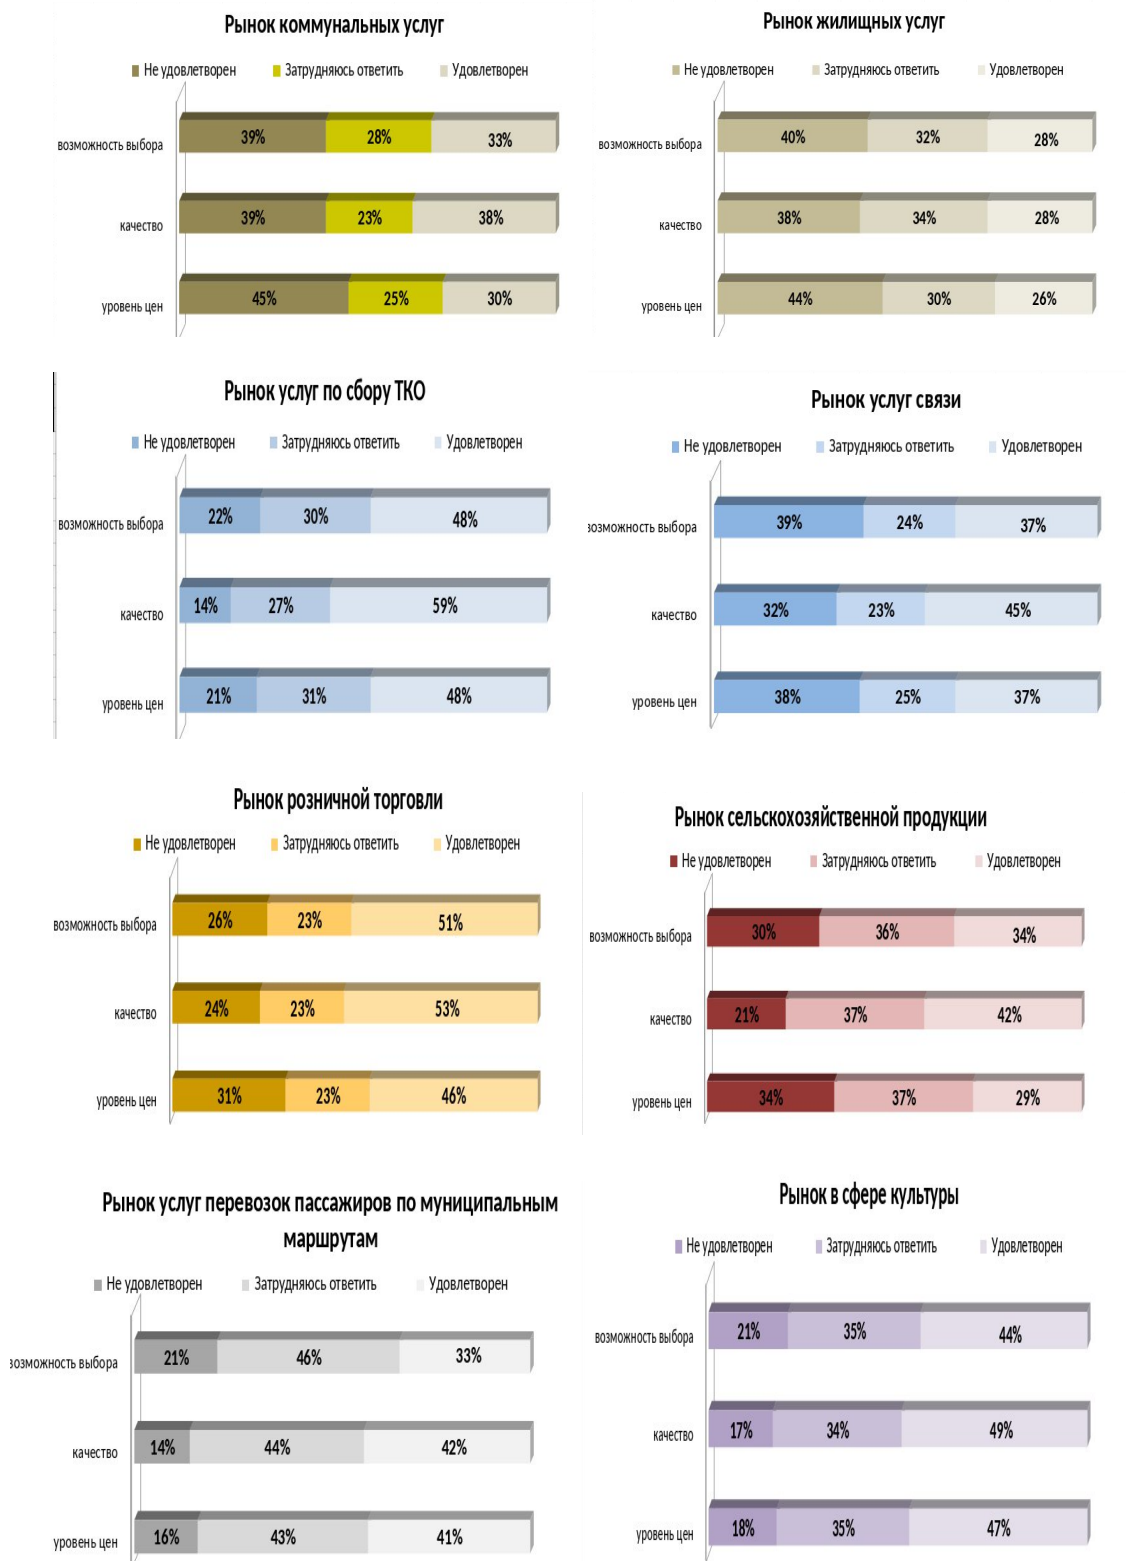 Рынок коммунальных услуг
Не удовлетворен Затрудняюсь ответить Удовлетворен
возможность выбора 39% 28% 33%
качество 39% 23% 38%
уровень цен 45% 25% 30%
Рынок жилищных услуг
Не удовлетворен Затрудняюсь ответить Удовлетворен
возможность выбора 40% 32% 28%
качество 38% 34% 28%
уровень цен 44% 30% 26%
Рынок услуг по сбору ТКО
Не удовлетворен Затрудняюсь ответить Удовлетворен
возможность выбора 22% 30% 48%
качество 14% 27% 59%
уровень цен 21% 31% 48%
Рынок услуг связи
Не удовлетворен Затрудняюсь ответить Удовлетворен
возможность выбора 39% 24% 37%
качество 32% 23% 45%
уровень цен 38% 25% 37%
Рынок розничной торговли
Не удовлетворен Затрудняюсь ответить Удовлетворен
возможность выбора 26% 23% 51%
качество 24% 23% 53%
уровень цен 31% 23% 46%
Рынок сельскохозяйственной продукции
Не удовлетворен Затрудняюсь ответить Удовлетворен
возможность выбора 30% 36% 34%
качество 21% 37% 42%
уровень цен 34% 37% 29%
Рынок услуг перевозок пассажиров по муниципальным
маршрутам
Не удовлетворен Затрудняюсь ответить Удовлетворен
возможность выбора 21% 46% 33%
качество 14% 44% 42%
уровень цен 16% 43% 41%
Рынок в сфере культуры
Не удовлетворен Затрудняюсь ответить Удовлетворен
возможность выбора 21% 35% 44%
качество 17% 34% 49%
уровень цен 18% 35% 47%